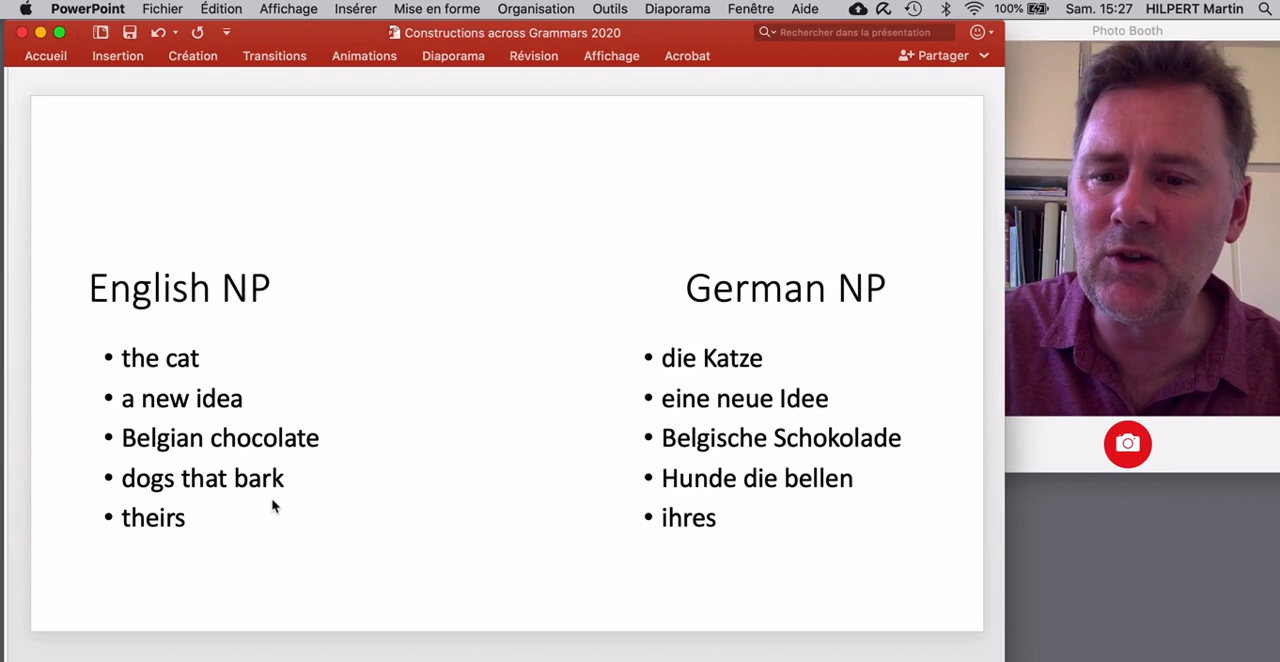 PowerPoint Fichier Édition Affichage Insérer Mise en forme Organisation Outils Diaporama Fenêtre Aide 100% Sam. 15:27 HILPERT Martin
Constructions across Grammars 2020
Rechercher dans la présentation
Photo Booth
Accueil Insertion Création Transitions Animations Diaporama Révision Affichage Acrobat Partager
English NP
• the cat
• a new idea
• Belgian chocolate
• dogs that bark
• theirs
German NP
• die Katze
• eine neue Idee
• Belgische Schokolade
• Hunde die bellen
• ihres